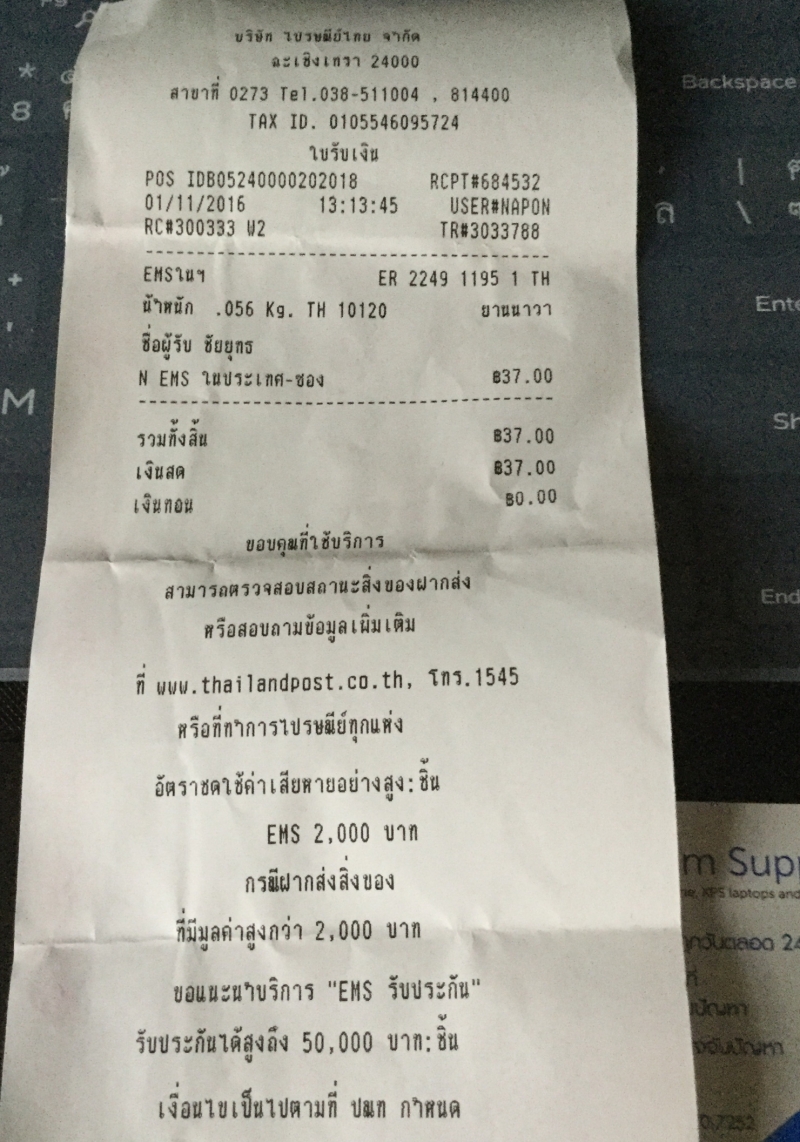 บริษัท ไปรษณีย์ไทย จำกัด
ฉะเชิงเทรา 24000
สาขาที่ 0273 Tel.038-511004 , 814400
TAX ID. 0105546095724
ใบรับเงิน
POS IDB05240000202018 RCPT#684532
01/11/2016 13:13:45 USER#NAPON
RC#300333 W2 TR#3033788
EMSในฯ ER 2249 1195 1 TH
น้ำหนัก .056 Kg. TH 10120 ยานนาวา
ชื่อผู้รับ ชัยยุทธ
N EMS ในประเทศ-ซอง ฿37.00
รวมทั้งสิ้น ฿37.00
เงินสด ฿37.00
เงินทอน ฿0.00
ขอบคุณที่ใช้บริการ
สามารถตรวจสอบสถานะสิ่งของฝากส่ง
หรือสอบถามข้อมูลเพิ่มเติม
ที่ www.thailandpost.co.th, โทร.1545
หรือที่ทำการไปรษณีย์ทุกแห่ง
อัตราชดใช้ค่าเสียหายอย่างสูง:ชิ้น
EMS 2,000 บาท
กรณีฝากส่งสิ่งของ
ที่มีมูลค่าสูงกว่า 2,000 บาท
ขอแนะนำบริการ "EMS รับประกัน"
รับประกันได้สูงถึง 50,000 บาท:ชิ้น
เงื่อนไขเป็นไปตามที่ ปณท กำหนด
Backspace
* 8
+
M
| \
ล
Ente
Sh
End
m Supp
XPS laptops and
ทุกวันตลอด 24